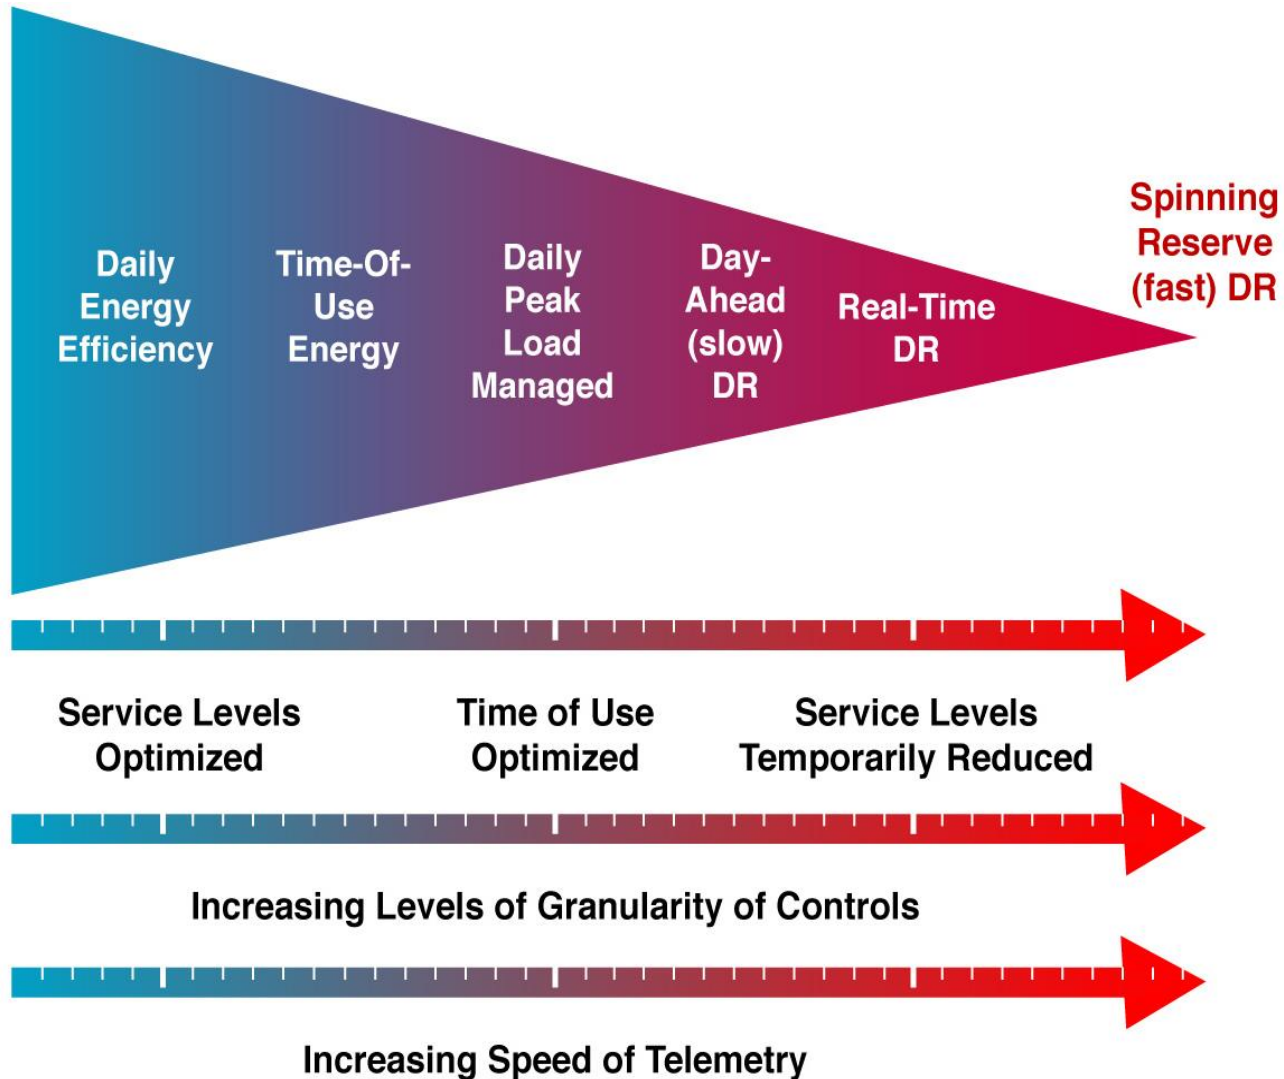 Daily
Energy
Efficiency
Time-Of-
Use
Energy
Daily
Peak
Load
Managed
Day-
Ahead
(slow)
DR
Real-Time
DR
Spinning
Reserve
(fast) DR
Service Levels
Optimized
Time of Use
Optimized
Service Levels
Temporarily Reduced
Increasing Levels of Granularity of Controls
Increasing Speed of Telemetry